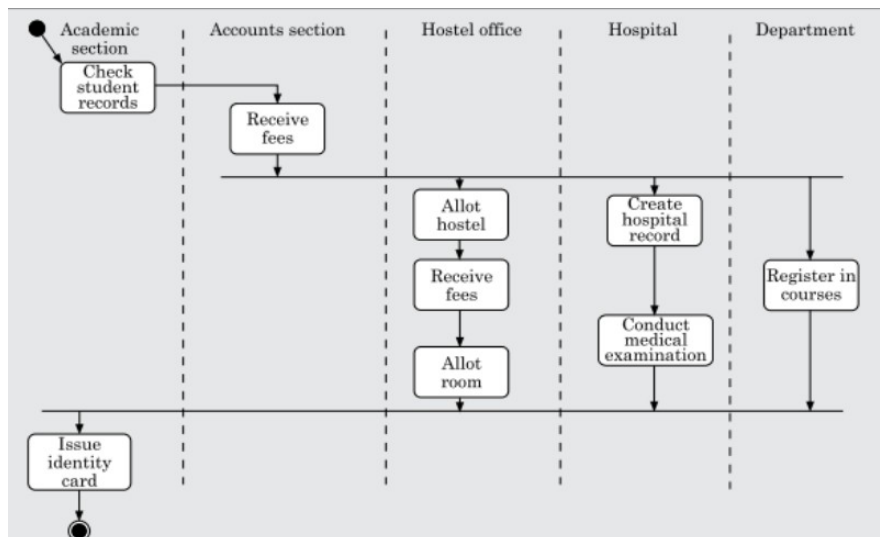 Academic
section
Accounts section
Hostel office
Hospital
Department
Check
student
records
Receive
fees
Allot
hostel
Create
hospital
record
Receive
fees
Register in
courses
Conduct
medical
examination
Allot
room
Issue
identity
card